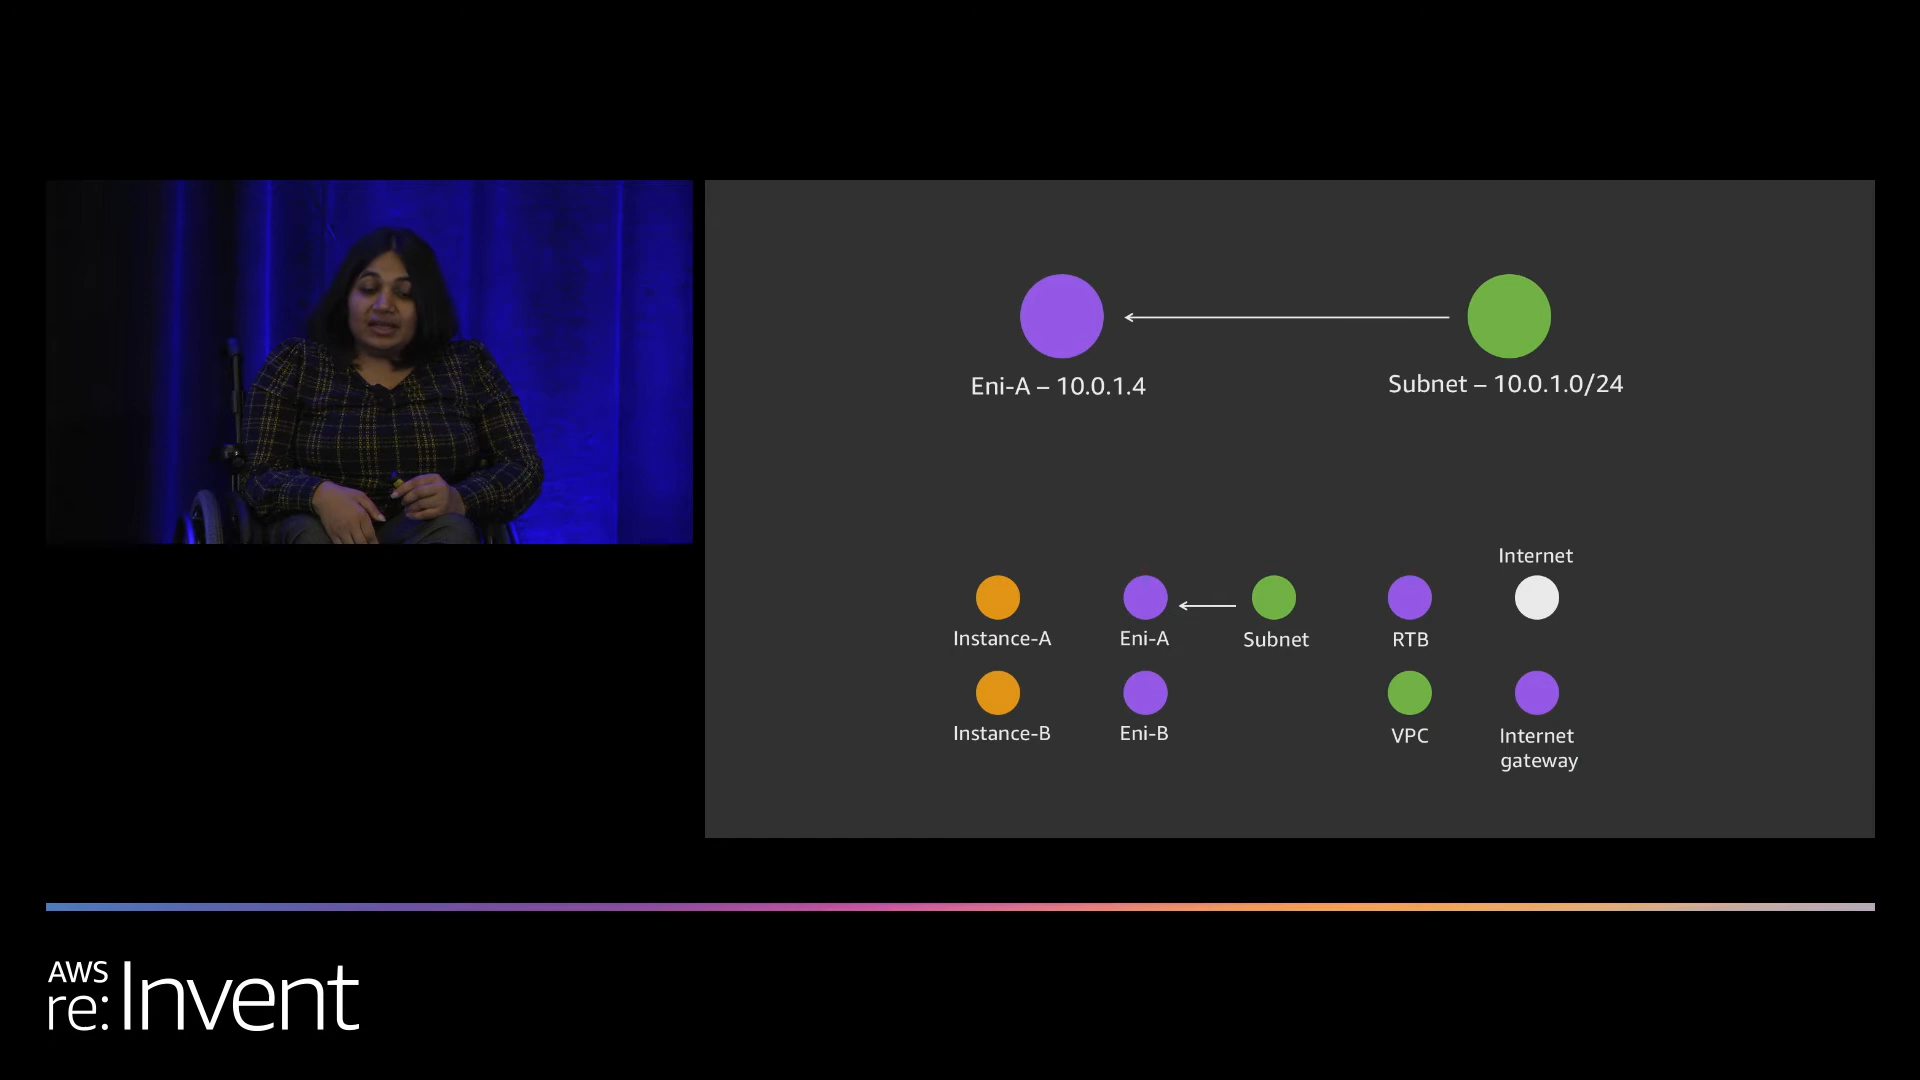 Eni-A – 10.0.1.4
Subnet – 10.0.1.0/24
Internet
Instance-A
Eni-A
Subnet
RTB
Instance-B
Eni-B
VPC
Internet
gateway
AWS
re:Invent